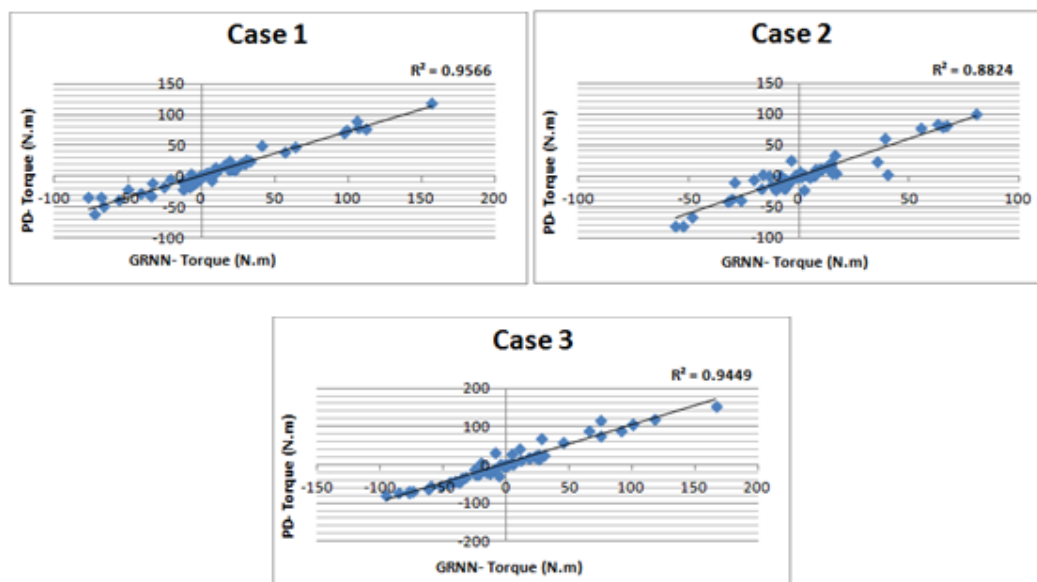 Case 1
R² = 0.9566
PD- Torque (N.m)
150
100
50
0
-50
-100
-100 -50 0 50 100 150 200
GRNN- Torque (N.m)
Case 2
R² = 0.8824
PD- Torque (N.m)
150
100
50
0
-50
-100
-100 -50 0 50 100
GRNN- Torque (N.m)
Case 3
R² = 0.9449
PD- Torque (N.m)
200
100
0
-100
-200
-150 -100 -50 0 50 100 150 200
GRNN- Torque (N.m)